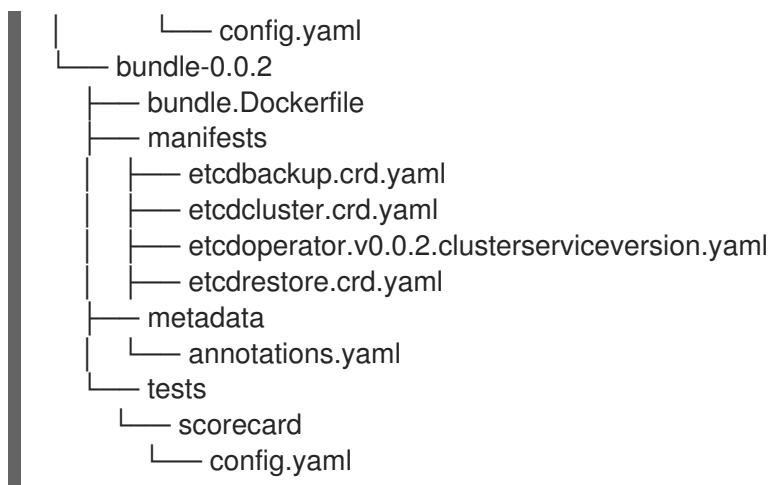 │       └── config.yaml
└── bundle-0.0.2
    ├── bundle.Dockerfile
    ├── manifests
    │   ├── etcdbackup.crd.yaml
    │   ├── etcdcluster.crd.yaml
    │   ├── etcdoperator.v0.0.2.clusterserviceversion.yaml
    │   ├── etcdrestore.crd.yaml
    ├── metadata
    │   └── annotations.yaml
    └── tests
        └── scorecard
            └── config.yaml